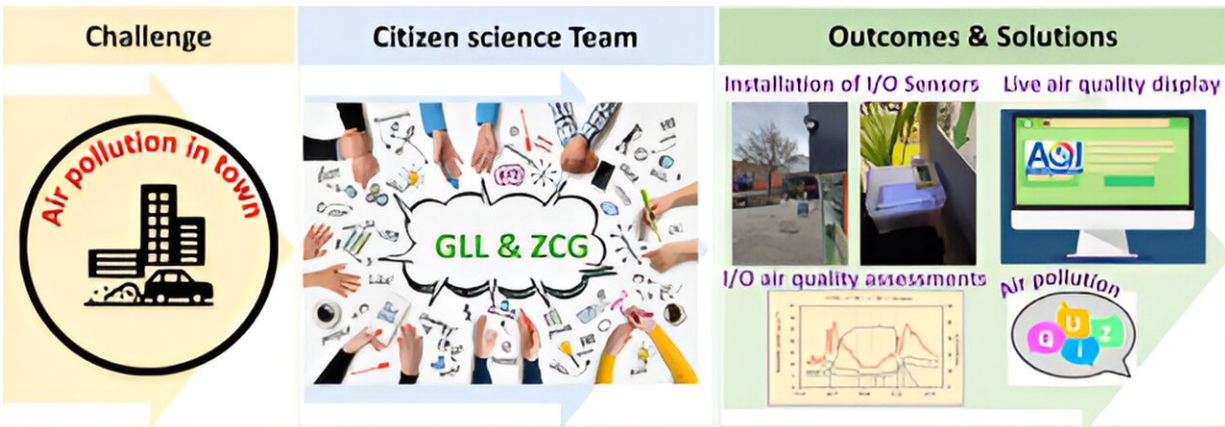 Challenge
Citizen science Team
Outcomes & Solutions
Air pollution in town
GLL & ZCG
Installation of I/O Sensors
Live air quality display
AQI
I/O air quality assessments
Air pollution
QUIZ